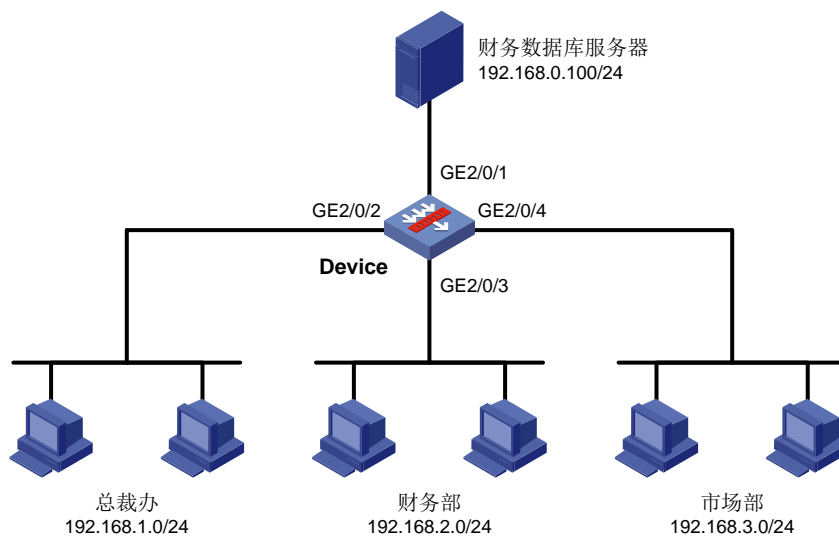 财务数据库服务器
192.168.0.100/24
GE2/0/1
GE2/0/2
GE2/0/4
Device
GE2/0/3
总裁办
192.168.1.0/24
财务部
192.168.2.0/24
市场部
192.168.3.0/24